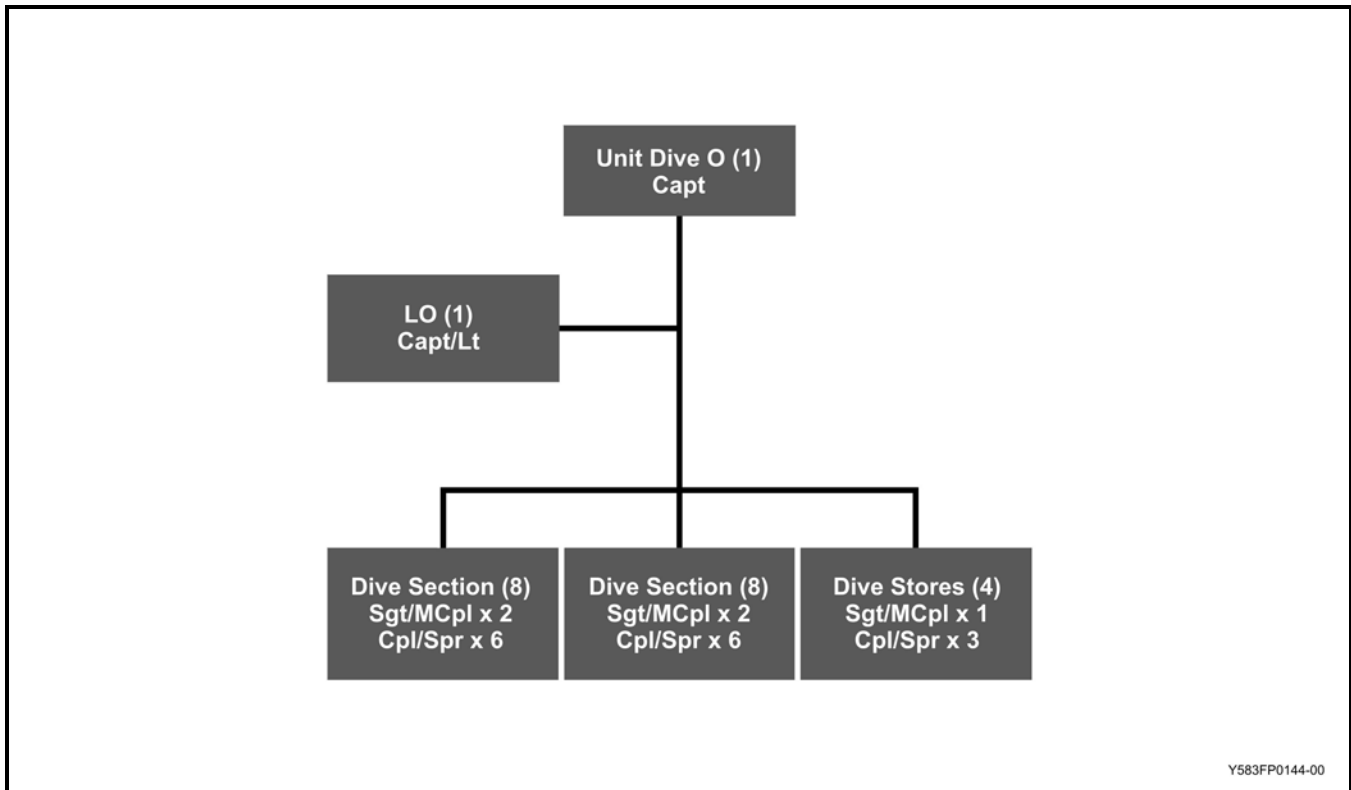 Unit Dive O (1)
Capt
LO (1)
Capt/Lt
Dive Section (8)
Sgt/MCpl x 2
Cpl/Spr x 6
Dive Section (8)
Sgt/MCpl x 2
Cpl/Spr x 6
Dive Stores (4)
Sgt/MCpl x 1
Cpl/Spr x 3
Y583FP0144-00